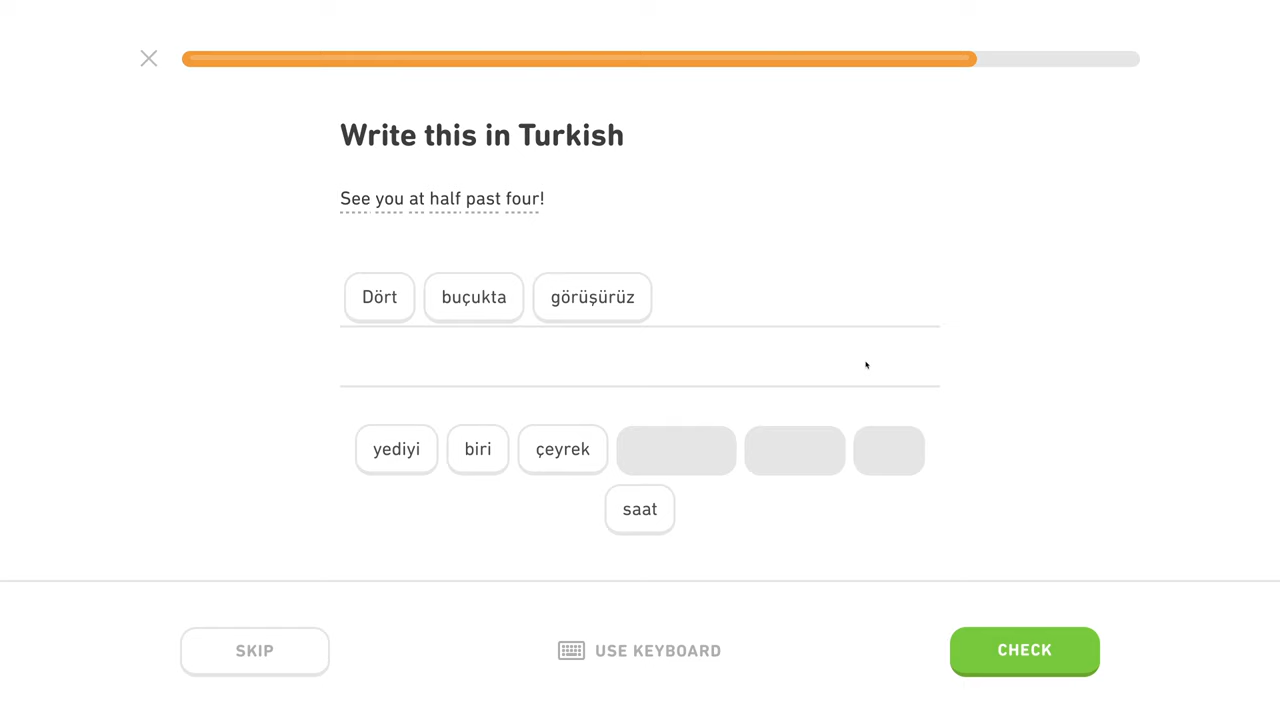 Write this in Turkish
See you at half past four!
Dört buçukta görüşürüz
yediyi biri çeyrek
saat
SKIP USE KEYBOARD CHECK